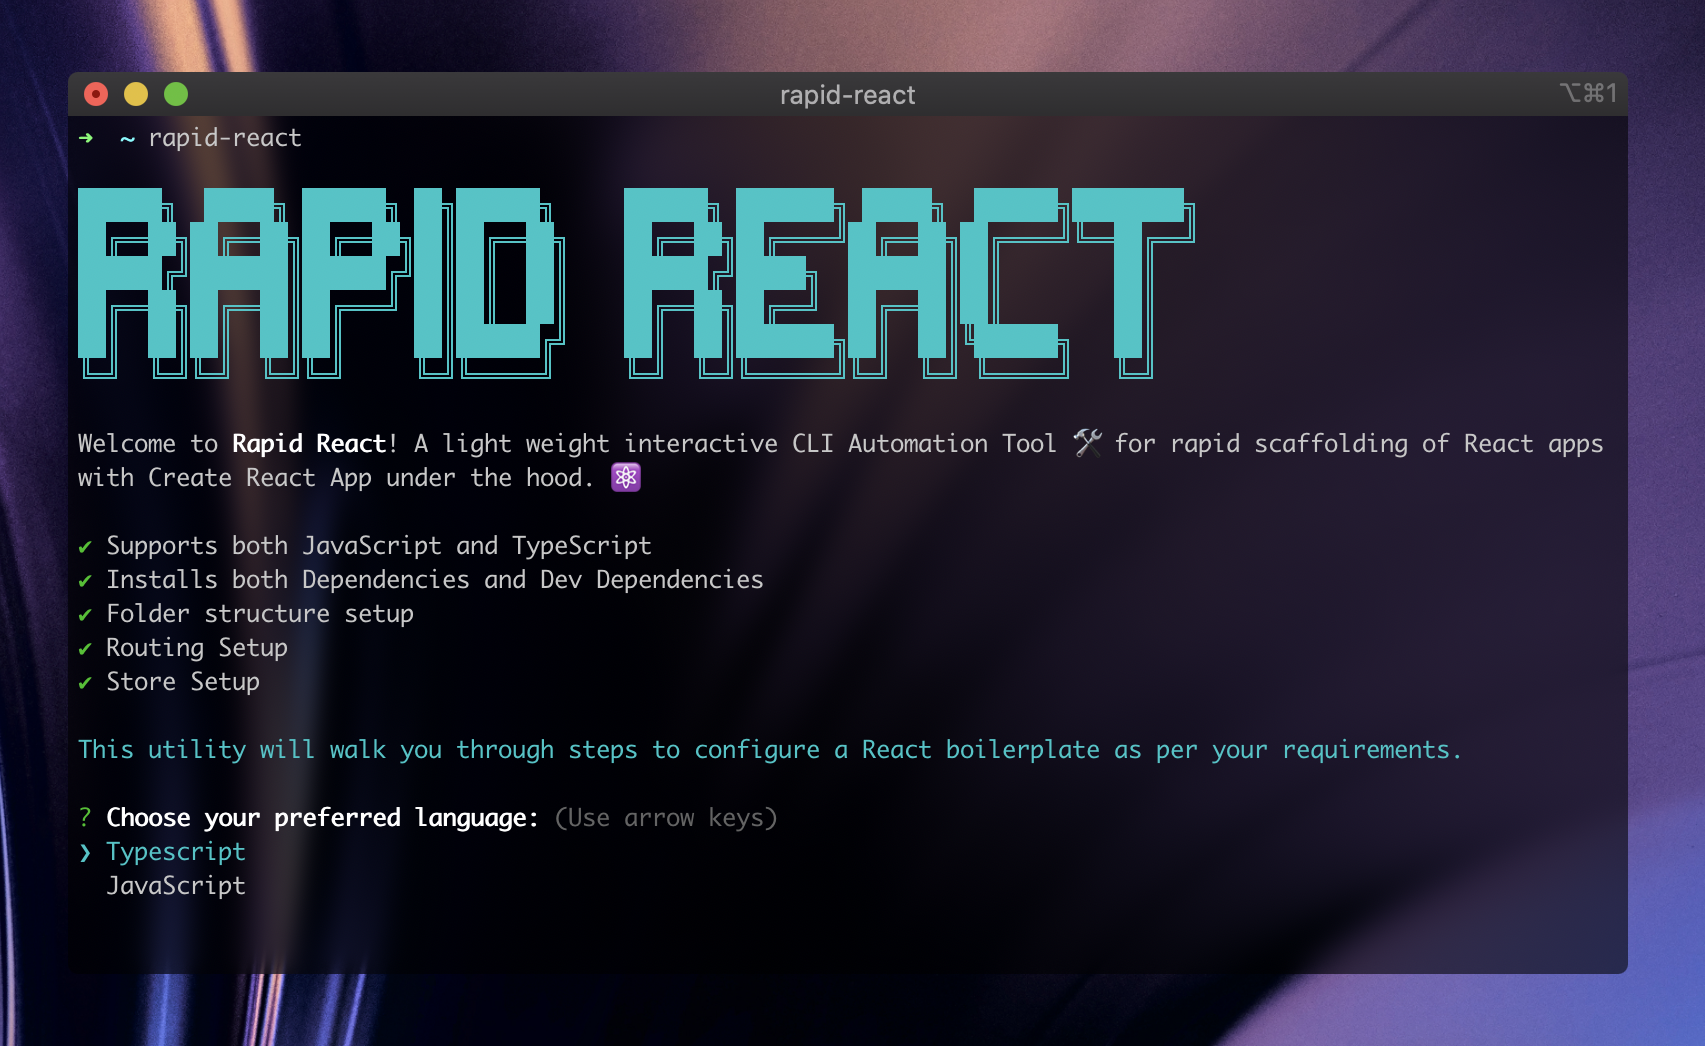 rapid-react
⌥⌘1
➜ ~ rapid-react
RAPID REACT
Welcome to Rapid React! A light weight interactive CLI Automation Tool 🛠 for rapid scaffolding of React apps
with Create React App under the hood. ⚛️
✔ Supports both JavaScript and TypeScript
✔ Installs both Dependencies and Dev Dependencies
✔ Folder structure setup
✔ Routing Setup
✔ Store Setup
This utility will walk you through steps to configure a React boilerplate as per your requirements.
? Choose your preferred language: (Use arrow keys)
❯ Typescript
JavaScript